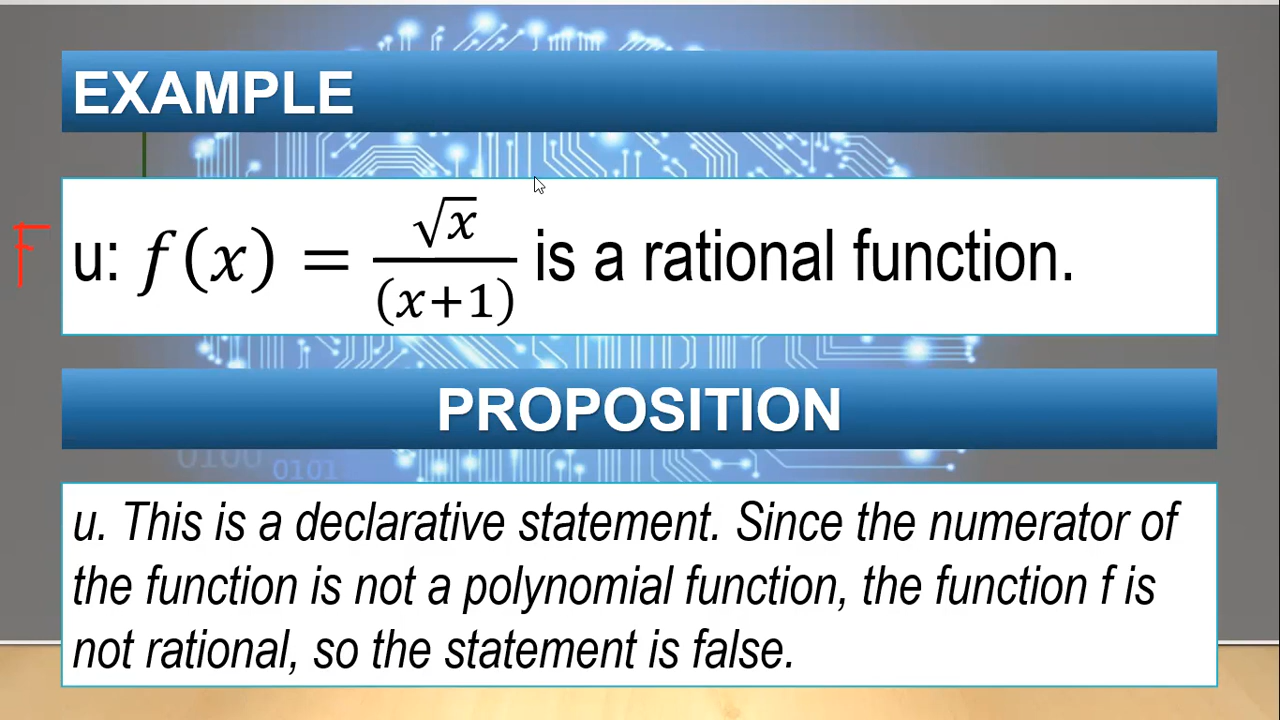 EXAMPLE
F
u: f(x) = √x / (x+1) is a rational function.
PROPOSITION
0100
0101
u. This is a declarative statement. Since the numerator of
the function is not a polynomial function, the function f is
not rational, so the statement is false.